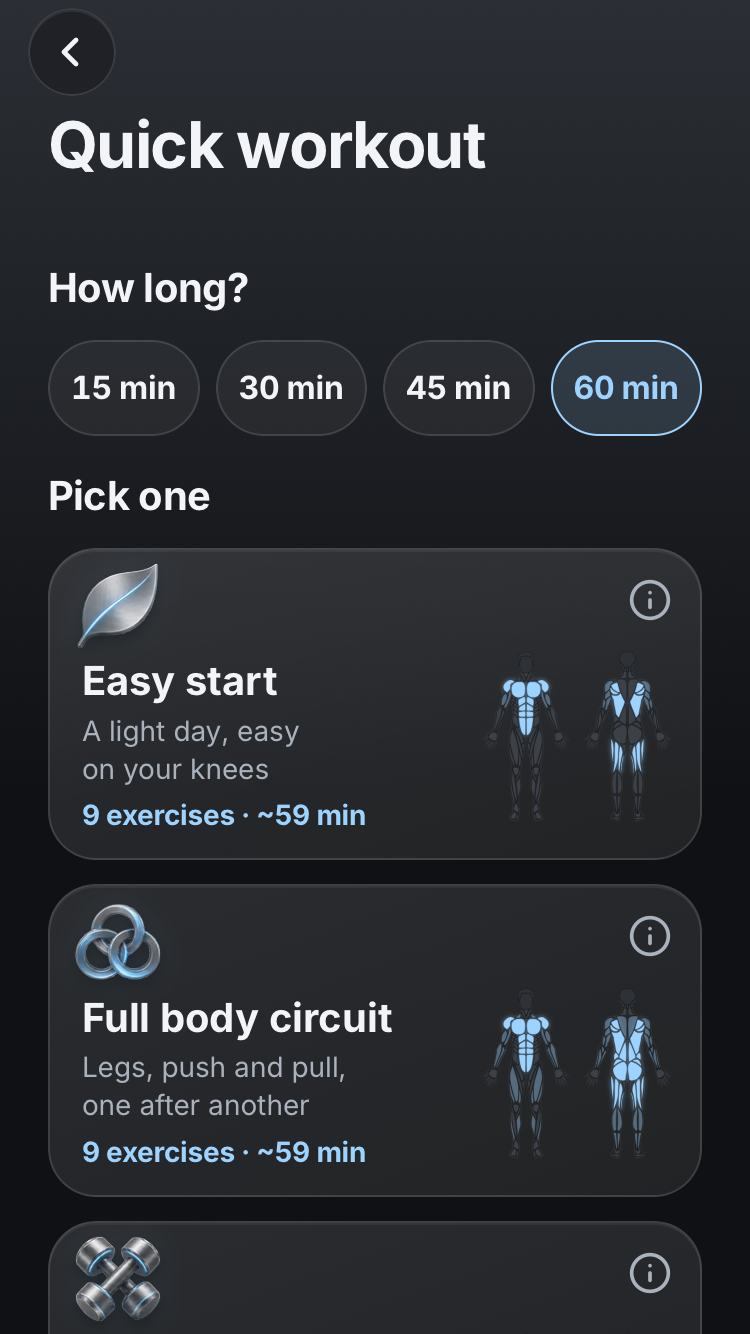 Quick workout
How long?
15 min
30 min
45 min
60 min
Pick one
Easy start
A light day, easy
on your knees
9 exercises · ~59 min
Full body circuit
Legs, push and pull,
one after another
9 exercises · ~59 min